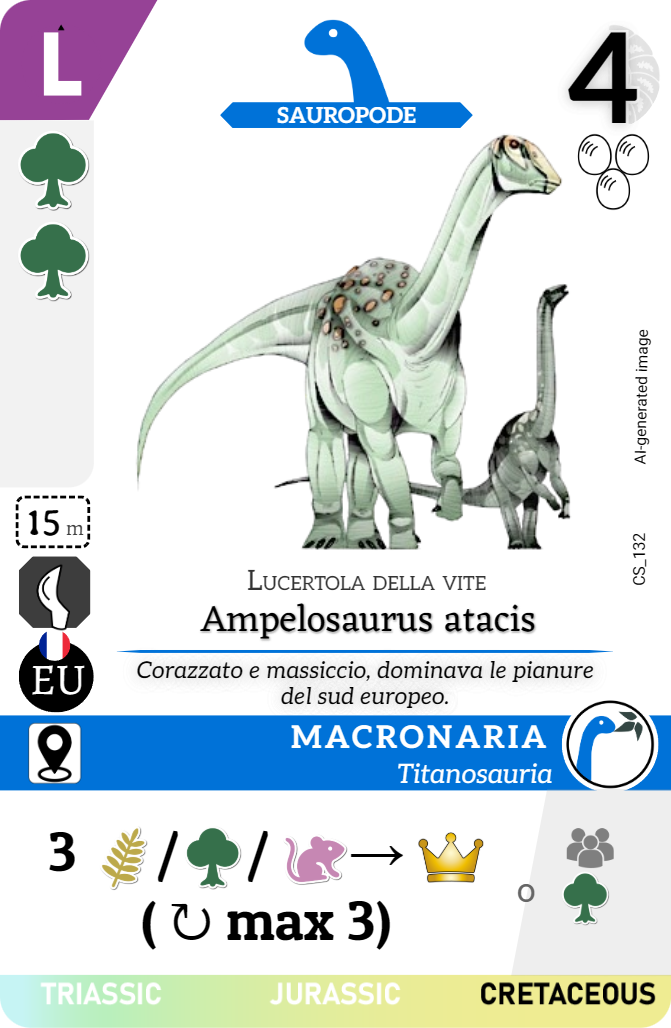 L
SAUROPODE
4
AI-generated image
CS_132
15 m
EU
Lucertola della vite
Ampelosaurus atacis
Corazzato e massiccio, dominava le pianure
del sud europeo.
MACRONARIA
Titanosauria
3 / / →
o
( ↻ max 3)
TRIASSIC JURASSIC CRETACEOUS